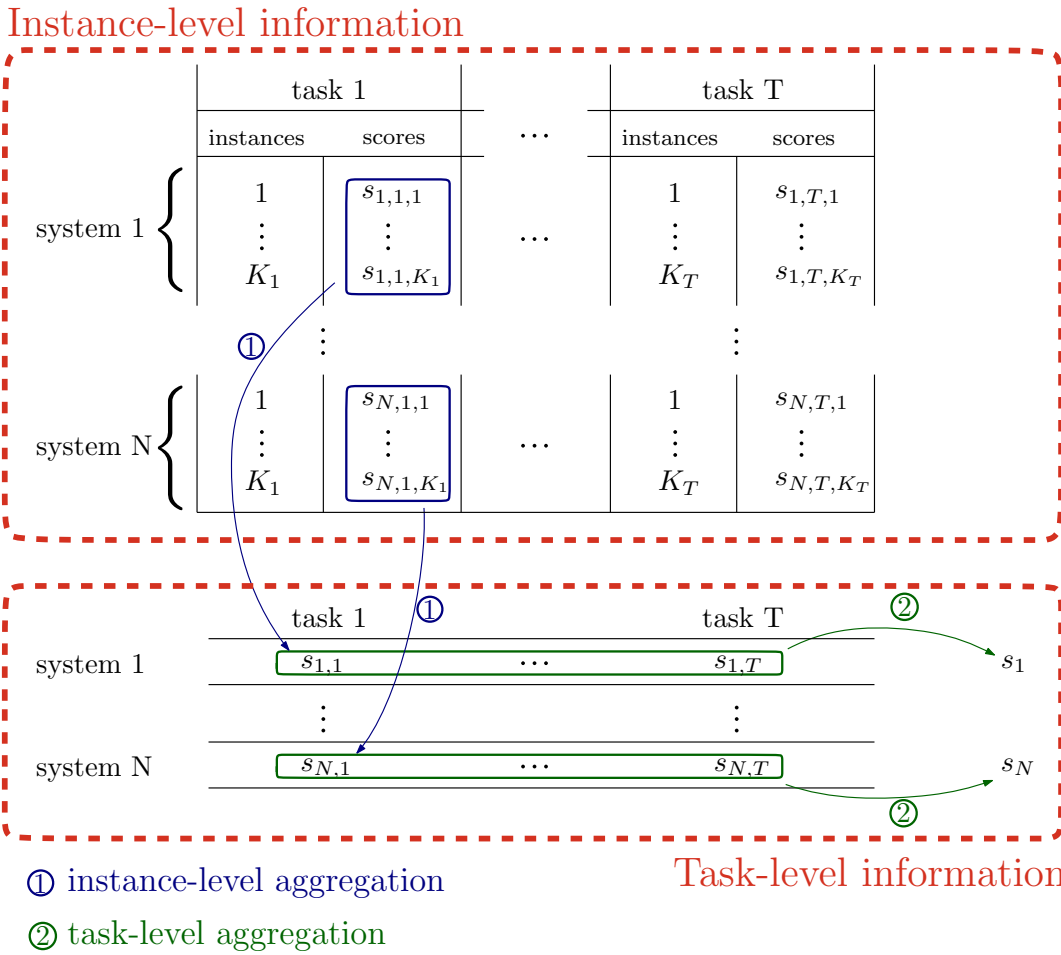 Instance-level information
task 1 task T
instances scores ... instances scores
1 s_{1,1,1} 1 s_{1,T,1}
system 1 ⋮ ⋮ ... ⋮ ⋮
K_1 s_{1,1,K_1} K_T s_{1,T,K_T}
① ⋮ ⋮
1 s_{N,1,1} 1 s_{N,T,1}
system N ⋮ ⋮ ... ⋮ ⋮
K_1 s_{N,1,K_1} K_T s_{N,T,K_T}
① ②
task 1 task T
system 1 s_{1,1} ... s_{1,T} s_1
⋮ ⋮
system N s_{N,1} ... s_{N,T} s_N
②
Task-level information
① instance-level aggregation
② task-level aggregation